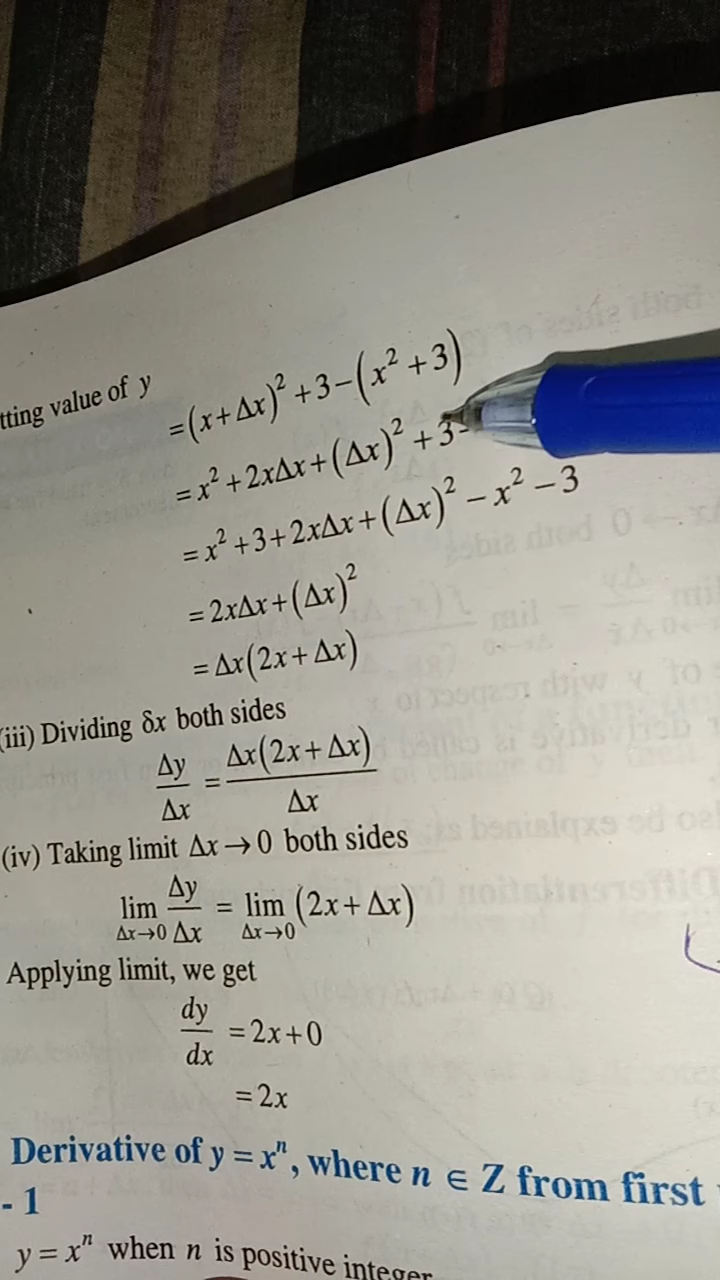 tting value of y
=(x+Δx)² +3−(x² +3)
= x² +2xΔx+(Δx)² +3-
= x² +3+2xΔx+(Δx)² − x² −3
= 2xΔx+(Δx)²
= Δx(2x+Δx)
(iii) Dividing δx both sides
Δy/Δx = Δx(2x+Δx)/Δx
(iv) Taking limit Δx→0 both sides
lim Δx→0 Δy/Δx = lim Δx→0 (2x+Δx)
Applying limit, we get
dy/dx =2x+0
=2x
Derivative of y = xⁿ, where n ∈ Z from first
- 1
y = xⁿ when n is positive integer